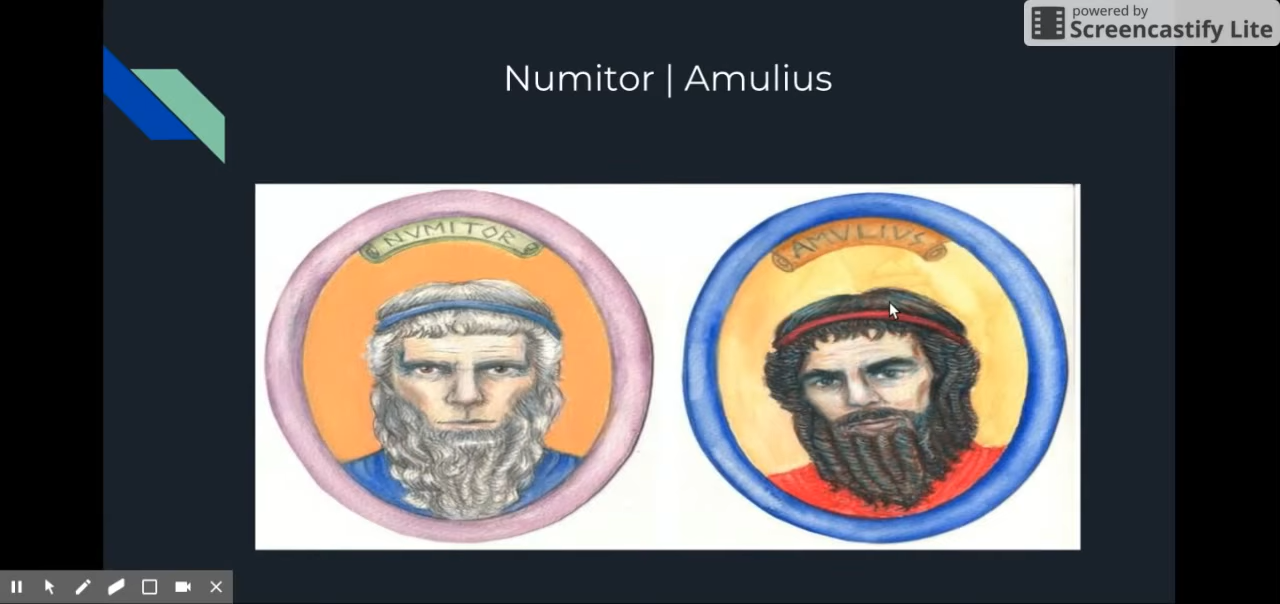 powered by
Screencastify Lite
Numitor | Amulius
NVMITOR
AMVLIVS